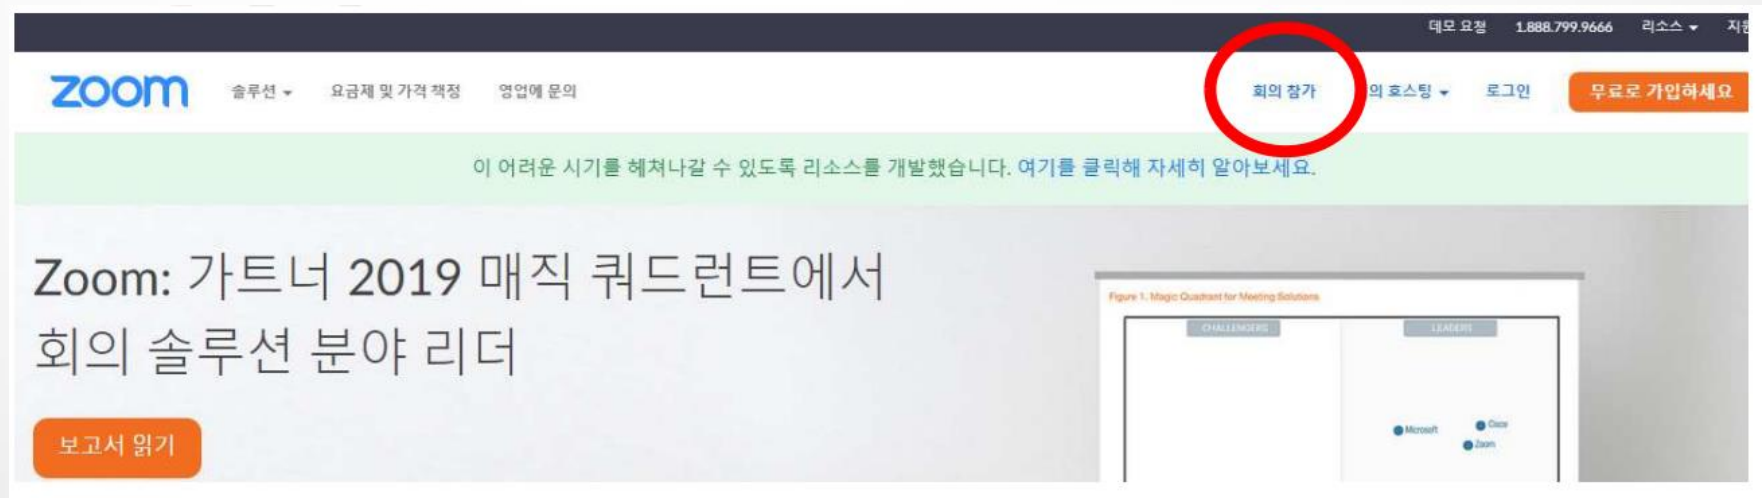 데모 요청 1.888.799.9666 리소스
zoom 솔루션 요금제 및 가격 책정 영업에 문의 회의 참가 의 호스팅 로그인 무료로 가입하세요
이 어려운 시기를 헤쳐나갈 수 있도록 리소스를 개발했습니다. 여기를 클릭해 자세히 알아보세요.
Zoom: 가트너 2019 매직 쿼드런트에서
회의 솔루션 분야 리더
보고서 읽기
Figure 1. Magic Quadrant for Meeting Solutions
CHALLENGERS LEADERS
Microsoft Cisco
Zoom